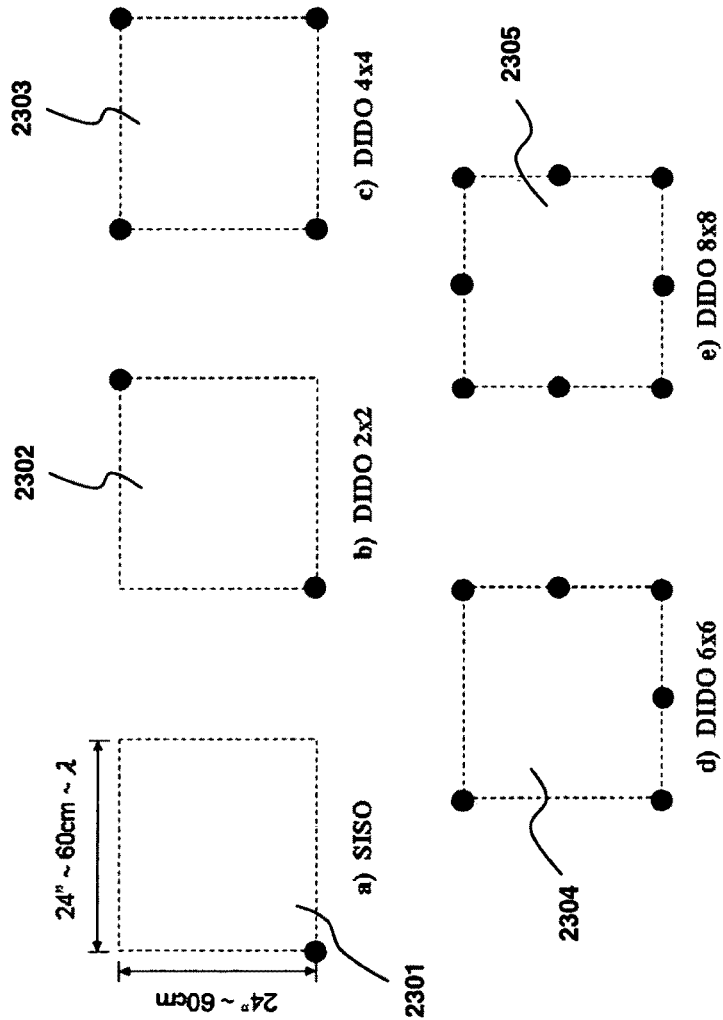 24" ~ 60cm ~ λ
24" ~ 60cm
2301
a) SISO
2302
b) DIDO 2x2
2303
c) DIDO 4x4
2304
d) DIDO 6x6
2305
e) DIDO 8x8